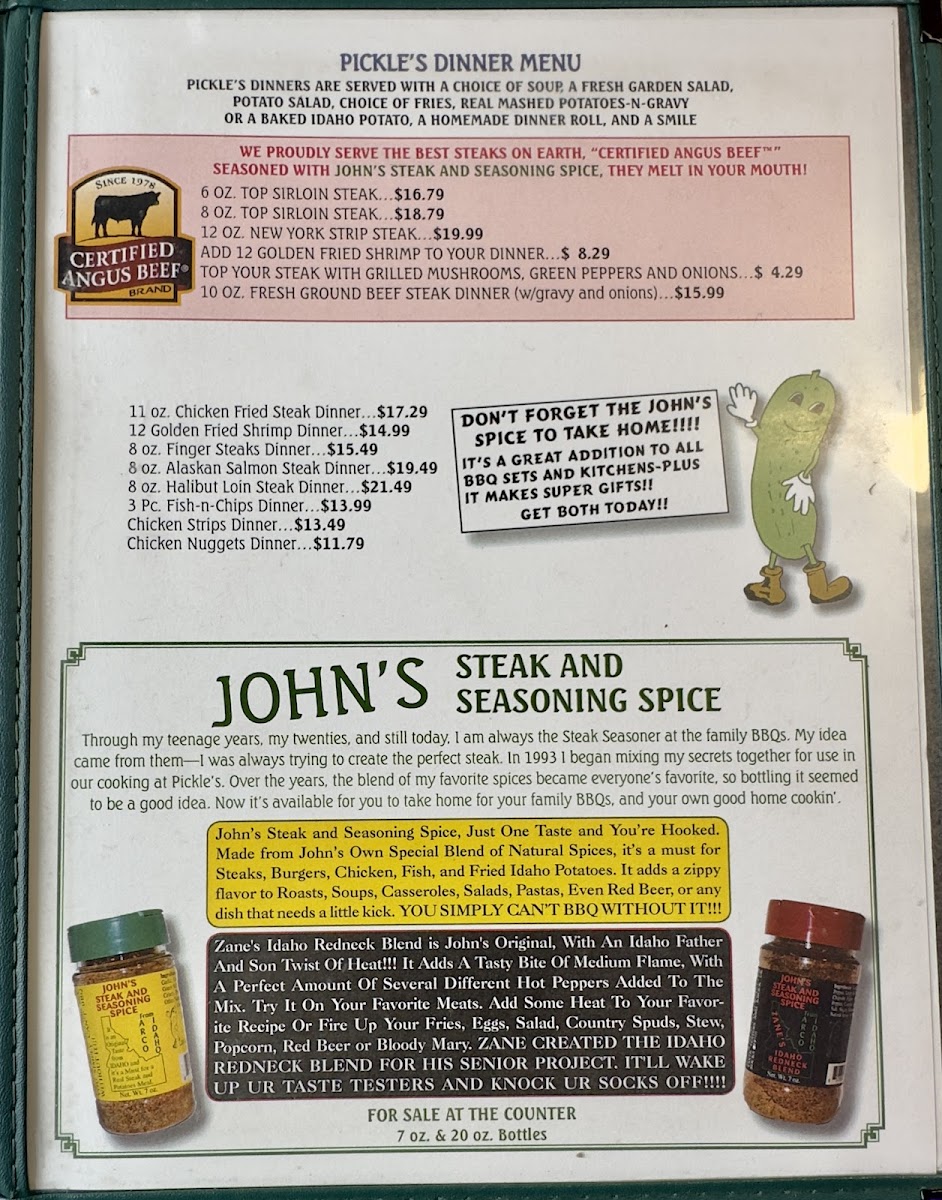 PICKLE'S DINNER MENU
PICKLE'S DINNERS ARE SERVED WITH A CHOICE OF SOUP, A FRESH GARDEN SALAD,
POTATO SALAD, CHOICE OF FRIES, REAL MASHED POTATOES-N-GRAVY
OR A BAKED IDAHO POTATO, A HOMEMADE DINNER ROLL, AND A SMILE
WE PROUDLY SERVE THE BEST STEAKS ON EARTH, "CERTIFIED ANGUS BEEF™"
SEASONED WITH JOHN'S STEAK AND SEASONING SPICE, THEY MELT IN YOUR MOUTH!
SINCE 1978
CERTIFIED
ANGUS BEEF®
BRAND
6 OZ. TOP SIRLOIN STEAK...$16.79
8 OZ. TOP SIRLOIN STEAK...$18.79
12 OZ. NEW YORK STRIP STEAK...$19.99
ADD 12 GOLDEN FRIED SHRIMP TO YOUR DINNER...$ 8.29
TOP YOUR STEAK WITH GRILLED MUSHROOMS, GREEN PEPPERS AND ONIONS...$ 4.29
10 OZ. FRESH GROUND BEEF STEAK DINNER (w/gravy and onions)...$15.99
11 oz. Chicken Fried Steak Dinner...$17.29
12 Golden Fried Shrimp Dinner...$14.99
8 oz. Finger Steaks Dinner...$15.49
8 oz. Alaskan Salmon Steak Dinner...$19.49
8 oz. Halibut Loin Steak Dinner...$21.49
3 Pc. Fish-n-Chips Dinner...$13.99
Chicken Strips Dinner...$13.49
Chicken Nuggets Dinner...$11.79
DON'T FORGET THE JOHN'S
SPICE TO TAKE HOME!!!!
IT'S A GREAT ADDITION TO ALL
BBQ SETS AND KITCHENS-PLUS
IT MAKES SUPER GIFTS!!
GET BOTH TODAY!!
JOHN'S STEAK AND
SEASONING SPICE
Through my teenage years, my twenties, and still today, I am always the Steak Seasoner at the family BBQs. My idea
came from them—I was always trying to create the perfect steak. In 1993 I began mixing my secrets together for use in
our cooking at Pickle's. Over the years, the blend of my favorite spices became everyone's favorite, so bottling it seemed
to be a good idea. Now it's available for you to take home for your family BBQs, and your own good home cookin'.
John's Steak and Seasoning Spice, Just One Taste and You're Hooked.
Made from John's Own Special Blend of Natural Spices, it's a must for
Steaks, Burgers, Chicken, Fish, and Fried Idaho Potatoes. It adds a zippy
flavor to Roasts, Soups, Casseroles, Salads, Pastas, Even Red Beer, or any
dish that needs a little kick. YOU SIMPLY CAN'T BBQ WITHOUT IT!!!
Zane's Idaho Redneck Blend is John's Original, With An Idaho Father
And Son Twist Of Heat!!! It Adds A Tasty Bite Of Medium Flame, With
A Perfect Amount Of Several Different Hot Peppers Added To The
Mix. Try It On Your Favorite Meats. Add Some Heat To Your Favor-
ite Recipe Or Fire Up Your Fries, Eggs, Salad, Country Spuds, Stew,
Popcorn, Red Beer or Bloody Mary. ZANE CREATED THE IDAHO
REDNECK BLEND FOR HIS SENIOR PROJECT. IT'LL WAKE
UP UR TASTE TESTERS AND KNOCK UR SOCKS OFF!!!!
JOHN'S
STEAK AND
SEASONING
SPICE
From
ARCO
IDAHO
Net. Wt. 7 oz.
JOHN'S
STEAK AND
SEASONING
SPICE
From
ARCO
IDAHO
ZANE'S
IDAHO
REDNECK
BLEND
Net. Wt. 7 oz.
FOR SALE AT THE COUNTER
7 oz. & 20 oz. Bottles